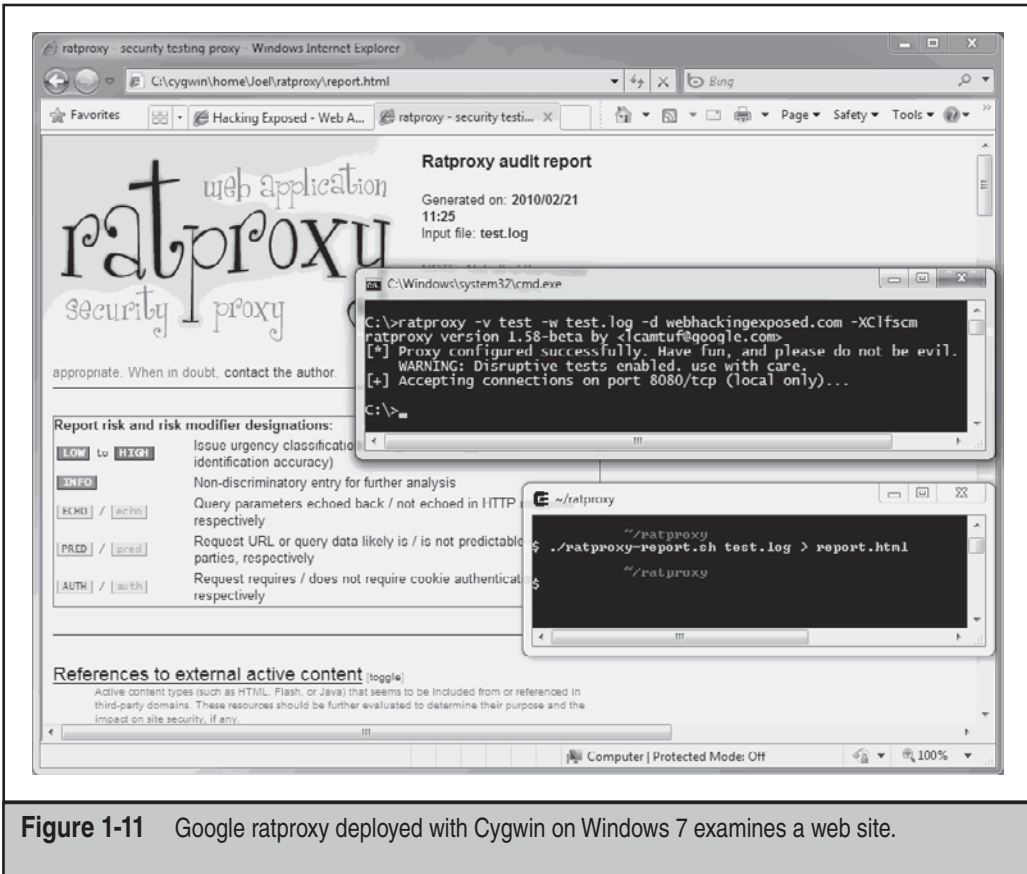 ratproxy - security testing proxy - Windows Internet Explorer
C:\cygwin\home\Joel\ratproxy\report.html
Bing
Favorites
Hacking Exposed - Web A...
ratproxy - security testi...
Page
Safety
Tools
web application
ratproxy
security proxy
Ratproxy audit report
Generated on: 2010/02/21
11:25
Input file: test.log
appropriate. When in doubt, contact the author.
C:\Windows\system32\cmd.exe
C:\>ratproxy -v test -w test.log -d webhackingexposed.com -XClfscm
ratproxy version 1.58-beta by <lcamtuf@google.com>
[*] Proxy configured successfully. Have fun, and please do not be evil.
WARNING: Disruptive tests enabled. use with care.
[+] Accepting connections on port 8080/tcp (local only)...
C:\>
Report risk and risk modifier designations:
LOW to HIGH
Issue urgency classificatio
identification accuracy)
INFO
Non-discriminatory entry for further analysis
ECHO / echo
Query parameters echoed back / not echoed in HTTP
respectively
PRED / pred
Request URL or query data likely is / is not predictable
parties, respectively
AUTH / auth
Request requires / does not require cookie authenticat
respectively
~/ratproxy
~/ratproxy
$ ./ratproxy-report.sh test.log > report.html
~/ratproxy
$
References to external active content [toggle]
Active content types (such as HTML, Flash, or Java) that seems to be included from or referenced in
third-party domains. These resources should be further evaluated to determine their purpose and the
impact on site security, if any.
Computer | Protected Mode: Off
100%
Figure 1-11 Google ratproxy deployed with Cygwin on Windows 7 examines a web site.